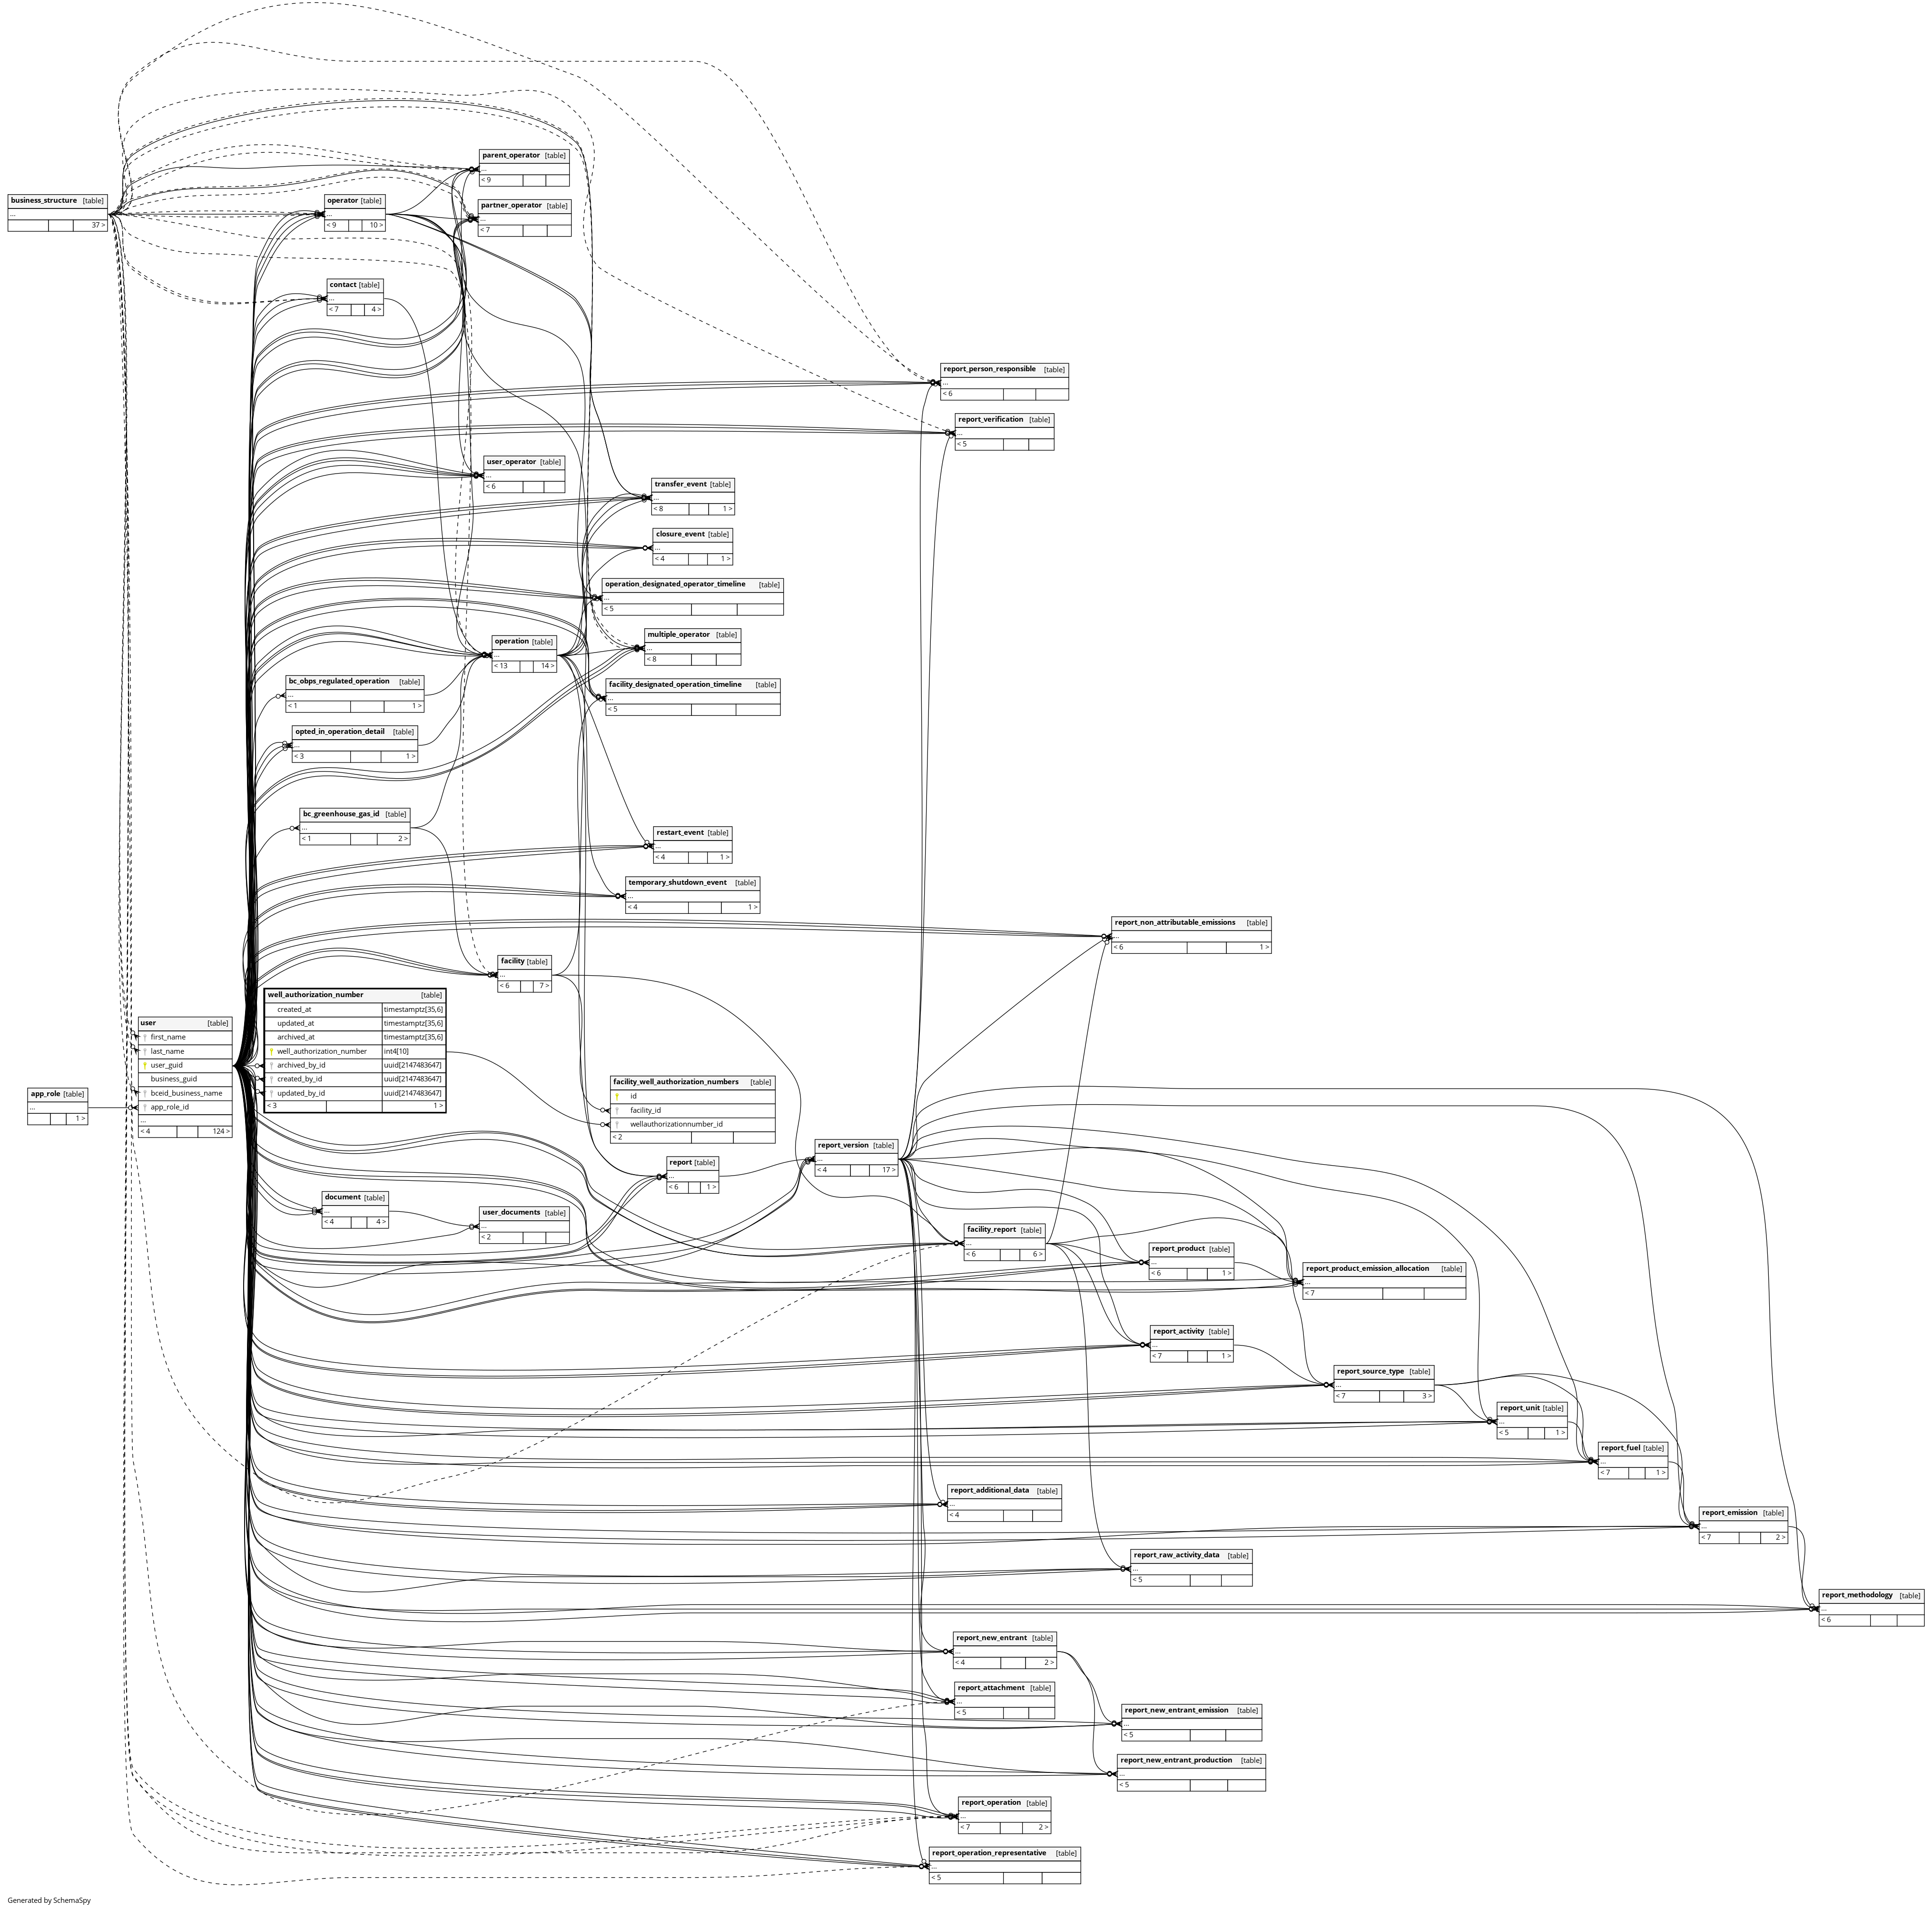 parent_operator [table]
...
< 9
business_structure [table]
...
37 >
operator [table]
...
< 9 10 >
partner_operator [table]
...
< 7
contact [table]
...
< 7 4 >
report_person_responsible [table]
...
< 6
report_verification [table]
...
< 5
user_operator [table]
...
< 6
transfer_event [table]
...
< 8 1 >
closure_event [table]
...
< 4 1 >
operation_designated_operator_timeline [table]
...
< 5
operation [table]
...
< 13 14 >
multiple_operator [table]
...
< 8
bc_obps_regulated_operation [table]
...
< 1 1 >
facility_designated_operation_timeline [table]
...
< 5
opted_in_operation_detail [table]
...
< 3 1 >
bc_greenhouse_gas_id [table]
...
< 1 2 >
restart_event [table]
...
< 4 1 >
temporary_shutdown_event [table]
...
< 4 1 >
report_non_attributable_emissions [table]
...
< 6 1 >
facility [table]
...
< 6 7 >
well_authorization_number [table]
created_at timestamptz[35,6]
updated_at timestamptz[35,6]
archived_at timestamptz[35,6]
well_authorization_number int4[10]
archived_by_id uuid[2147483647]
created_by_id uuid[2147483647]
updated_by_id uuid[2147483647]
< 3 1 >
user [table]
first_name
last_name
user_guid
business_guid
bceid_business_name
app_role_id
...
< 4 124 >
app_role [table]
...
1 >
facility_well_authorization_numbers [table]
id
facility_id
wellauthorizationnumber_id
< 2
report_version [table]
...
< 4 17 >
report [table]
...
< 6 1 >
document [table]
...
< 4 4 >
user_documents [table]
...
< 2
facility_report [table]
...
< 6 6 >
report_product [table]
...
< 6 1 >
report_product_emission_allocation [table]
...
< 7
report_activity [table]
...
< 7 1 >
report_source_type [table]
...
< 7 3 >
report_unit [table]
...
< 5 1 >
report_fuel [table]
...
< 7 1 >
report_additional_data [table]
...
< 4
report_emission [table]
...
< 7 2 >
report_raw_activity_data [table]
...
< 5
report_methodology [table]
...
< 6
report_new_entrant [table]
...
< 4 2 >
report_attachment [table]
...
< 5
report_new_entrant_emission [table]
...
< 5
report_new_entrant_production [table]
...
< 5
report_operation [table]
...
< 7 2 >
report_operation_representative [table]
...
< 5
Generated by SchemaSpy